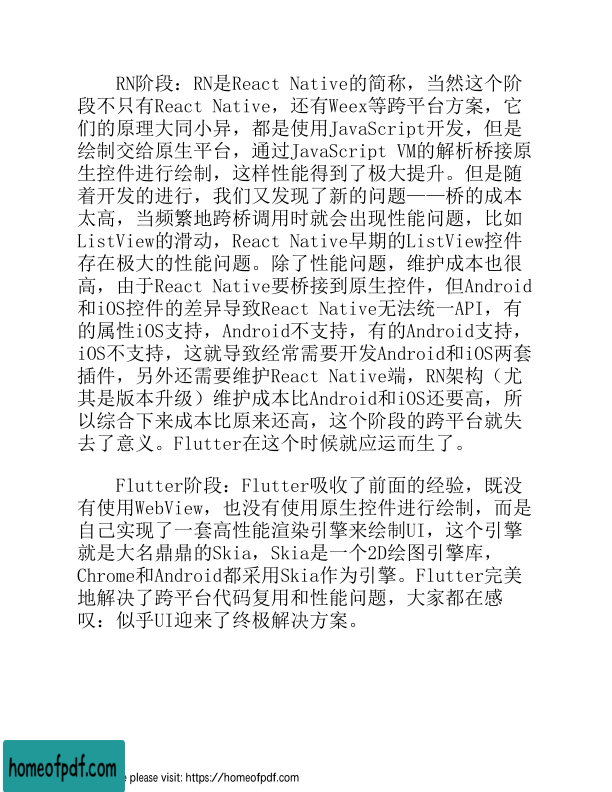 RN阶段：RN是React Native的简称，当然这个阶
段不只有React Native，还有Weex等跨平台方案，它
们的原理大同小异，都是使用JavaScript开发，但是
绘制交给原生平台，通过JavaScript VM的解析桥接原
生控件进行绘制，这样性能得到了极大提升。但是随
着开发的进行，我们又发现了新的问题——桥的成本
太高，当频繁地跨桥调用时就会出现性能问题，比如
ListView的滑动，React Native早期的ListView控件
存在极大的性能问题。除了性能问题，维护成本也很
高，由于React Native要桥接到原生控件，但Android
和iOS控件的差异导致React Native无法统一API，有
的属性iOS支持，Android不支持，有的Android支持，
iOS不支持，这就导致经常需要开发Android和iOS两套
插件，另外还需要维护React Native端，RN架构（尤
其是版本升级）维护成本比Android和iOS还要高，所
以综合下来成本比原来还高，这个阶段的跨平台就失
去了意义。Flutter在这个时候就应运而生了。
Flutter阶段：Flutter吸收了前面的经验，既没
有使用WebView，也没有使用原生控件进行绘制，而是
自己实现了一套高性能渲染引擎来绘制UI，这个引擎
就是大名鼎鼎的Skia，Skia是一个2D绘图引擎库，
Chrome和Android都采用Skia作为引擎。Flutter完美
地解决了跨平台代码复用和性能问题，大家都在感
叹：似乎UI迎来了终极解决方案。
homeofpdf.com
please visit: https://homeofpdf.com